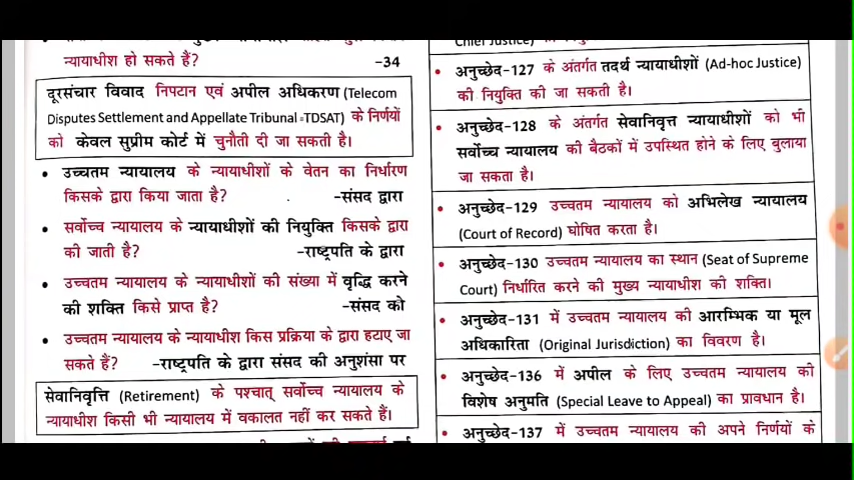 न्यायाधीश हो सकते हैं? -34
दूरसंचार विवाद निपटान एवं अपील अधिकरण (Telecom
Disputes Settlement and Appellate Tribunal -TDSAT) के निर्णयों
को केवल सुप्रीम कोर्ट में चुनौती दी जा सकती है।
• उच्चतम न्यायालय के न्यायाधीशों के वेतन का निर्धारण
किसके द्वारा किया जाता है? -संसद द्वारा
• सर्वोच्च न्यायालय के न्यायाधीशों की नियुक्ति किसके द्वारा
की जाती है? -राष्ट्रपति के द्वारा
• उच्चतम न्यायालय के न्यायाधीशों की संख्या में वृद्धि करने
की शक्ति किसे प्राप्त है? -संसद को
• उच्चतम न्यायालय के न्यायाधीश किस प्रक्रिया के द्वारा हटाए जा
सकते हैं? -राष्ट्रपति के द्वारा संसद की अनुशंसा पर
सेवानिवृत्ति (Retirement) के पश्चात् सर्वोच्च न्यायालय के
न्यायाधीश किसी भी न्यायालय में वकालत नहीं कर सकते हैं।
Chief Justice)
• अनुच्छेद-127 के अंतर्गत तदर्थ न्यायाधीशों (Ad-hoc Justice)
की नियुक्ति की जा सकती है।
• अनुच्छेद-128 के अंतर्गत सेवानिवृत्त न्यायाधीशों को भी
सर्वोच्च न्यायालय की बैठकों में उपस्थित होने के लिए बुलाया
जा सकता है।
• अनुच्छेद-129 उच्चतम न्यायालय को अभिलेख न्यायालय
(Court of Record) घोषित करता है।
• अनुच्छेद-130 उच्चतम न्यायालय का स्थान (Seat of Supreme
Court) निर्धारित करने की मुख्य न्यायाधीश की शक्ति।
• अनुच्छेद-131 में उच्चतम न्यायालय की आरम्भिक या मूल
अधिकारिता (Original Jurisdiction) का विवरण है।
• अनुच्छेद-136 में अपील के लिए उच्चतम न्यायालय की
विशेष अनुमति (Special Leave to Appeal) का प्रावधान है।
• अनुच्छेद-137 में उच्चतम न्यायालय की अपने निर्णयों के